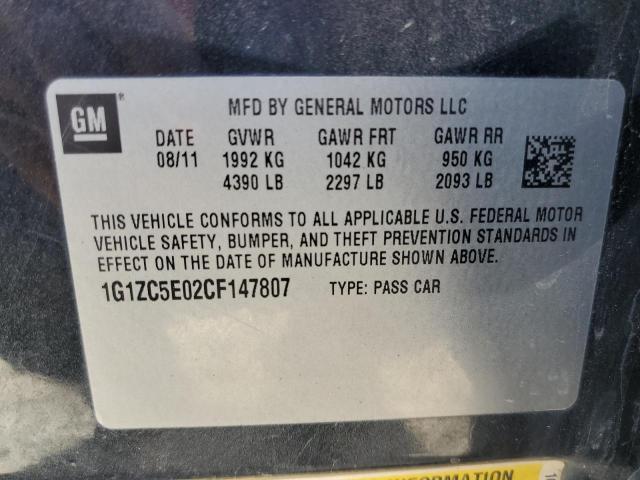 GM®
MFD BY GENERAL MOTORS LLC
DATE GVWR GAWR FRT GAWR RR
08/11 1992 KG 1042 KG 950 KG
4390 LB 2297 LB 2093 LB
THIS VEHICLE CONFORMS TO ALL APPLICABLE U.S. FEDERAL MOTOR
VEHICLE SAFETY, BUMPER, AND THEFT PREVENTION STANDARDS IN
EFFECT ON THE DATE OF MANUFACTURE SHOWN ABOVE.
1G1ZC5E02CF147807 TYPE: PASS CAR
INFORMATION